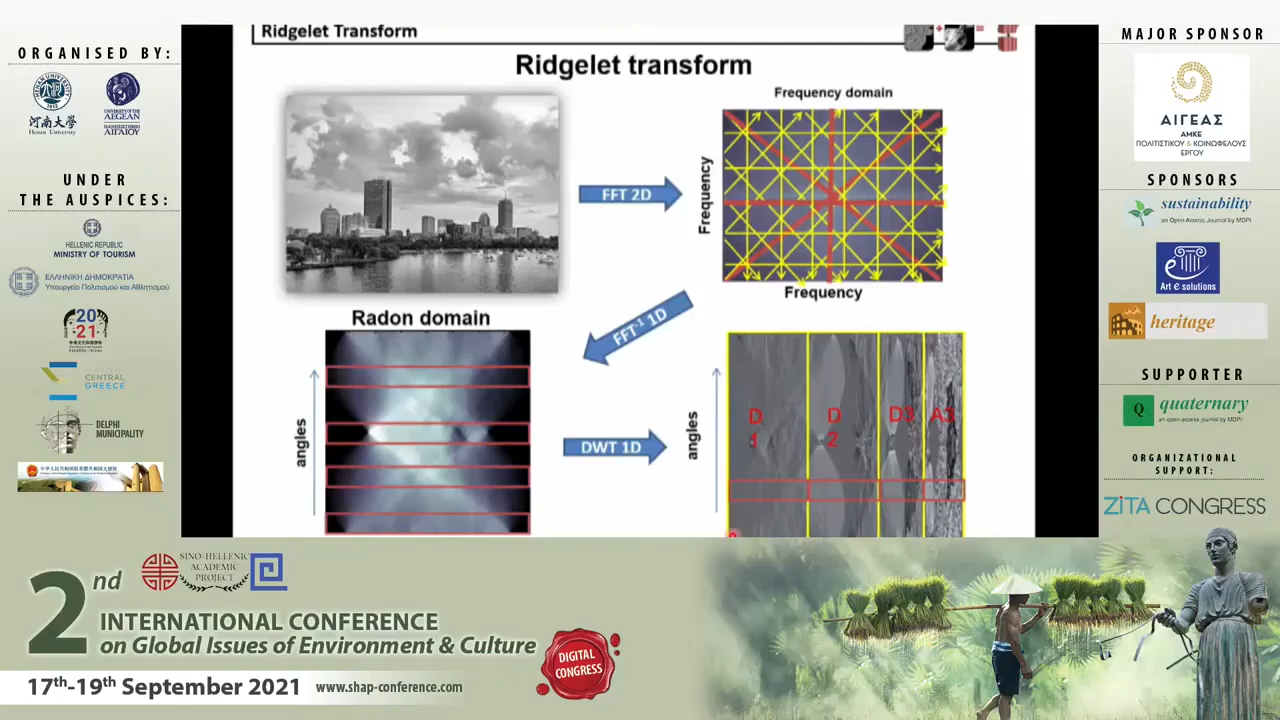 ORGANISED BY:
河南大学
Henan University
UNIVERSITY OF THE
AEGEAN
ΠΑΝΕΠΙΣΤΗΜΙΟ
ΑΙΓΑΙΟΥ
UNDER
THE AUSPICES:
HELLENIC REPUBLIC
MINISTRY OF TOURISM
ΕΛΛΗΝΙΚΗ ΔΗΜΟΚΡΑΤΙΑ
Υπουργείο Πολιτισμού και Αθλητισμού
20
21
CENTRAL
GREECE
DELPHI
MUNICIPALITY
Ridgelet Transform
Ridgelet transform
Frequency domain
FFT 2D
Frequency
Frequency
Radon domain
FFT-1 1D
angles
DWT 1D
angles
D
1
D
2
D3
A3
MAJOR SPONSOR
ΑΙΓΕΑΣ
ΑΜΚΕ
ΠΟΛΙΤΙΣΤΙΚΟΥ & ΚΟΙΝΩΦΕΛΟΥΣ
ΕΡΓΟΥ
SPONSORS
sustainability
an Open Access Journal by MDPI
Art e solutions
heritage
SUPPORTER
Q
quaternary
an open access journal by MDPI
ORGANIZATIONAL
SUPPORT:
ZiTA CONGRESS
SINO-HELLENIC
ACADEMIC
PROJECT
2nd
INTERNATIONAL CONFERENCE
on Global Issues of Environment & Culture
17th-19th September 2021 www.shap-conference.com
DIGITAL
CONGRESS